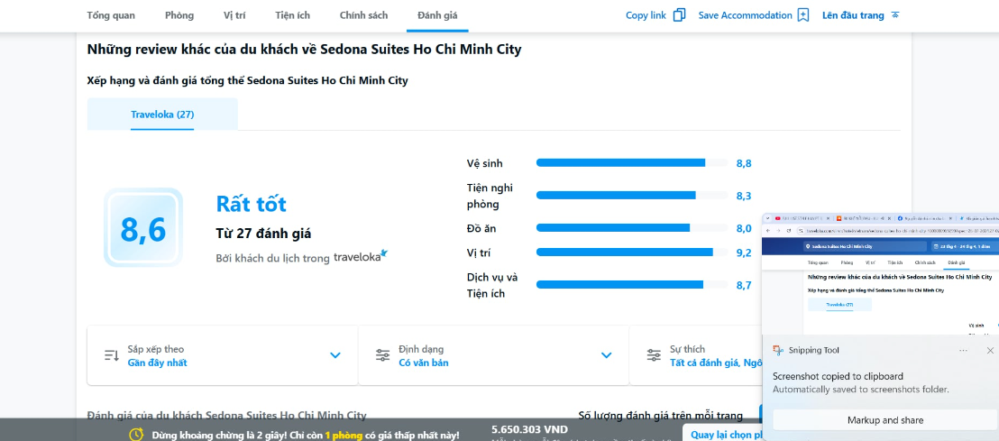 Tổng quan Phòng Vị trí Tiện ích Chính sách Đánh giá Copy link Save Accommodation Lên đầu trang
Những review khác của du khách về Sedona Suites Ho Chi Minh City
Xếp hạng và đánh giá tổng thể Sedona Suites Ho Chi Minh City
Traveloka (27)
8,6
Rất tốt
Từ 27 đánh giá
Bởi khách du lịch trong traveloka
Vệ sinh 8,8
Tiện nghi
phòng 8,3
Đồ ăn 8,0
Vị trí 9,2
Dịch vụ và
Tiện ích 8,7
Sắp xếp theo
Gần đây nhất
Định dạng
Có văn bản
Sự thích
Tất cả đánh giá, Ngô
Đánh giá của du khách Sedona Suites Ho Chi Minh City
Số lượng đánh giá trên mỗi trang
Dừng khoảng chừng là 2 giây! Chỉ còn 1 phòng có giá thấp nhất này!
5.650.303 VND
Quay lại chọn ph
Sedona Suites Ho Chi Minh City
Tổng quan Phòng Vị trí Tiện ích Chính sách Đánh giá
Những review khác của du khách về Sedona Suites Ho Chi Minh City
Xếp hạng và đánh giá tổng thể Sedona Suites Ho Chi Minh City
Traveloka (27)
Vệ sinh
Snipping Tool
Screenshot copied to clipboard
Automatically saved to screenshots folder.
Markup and share